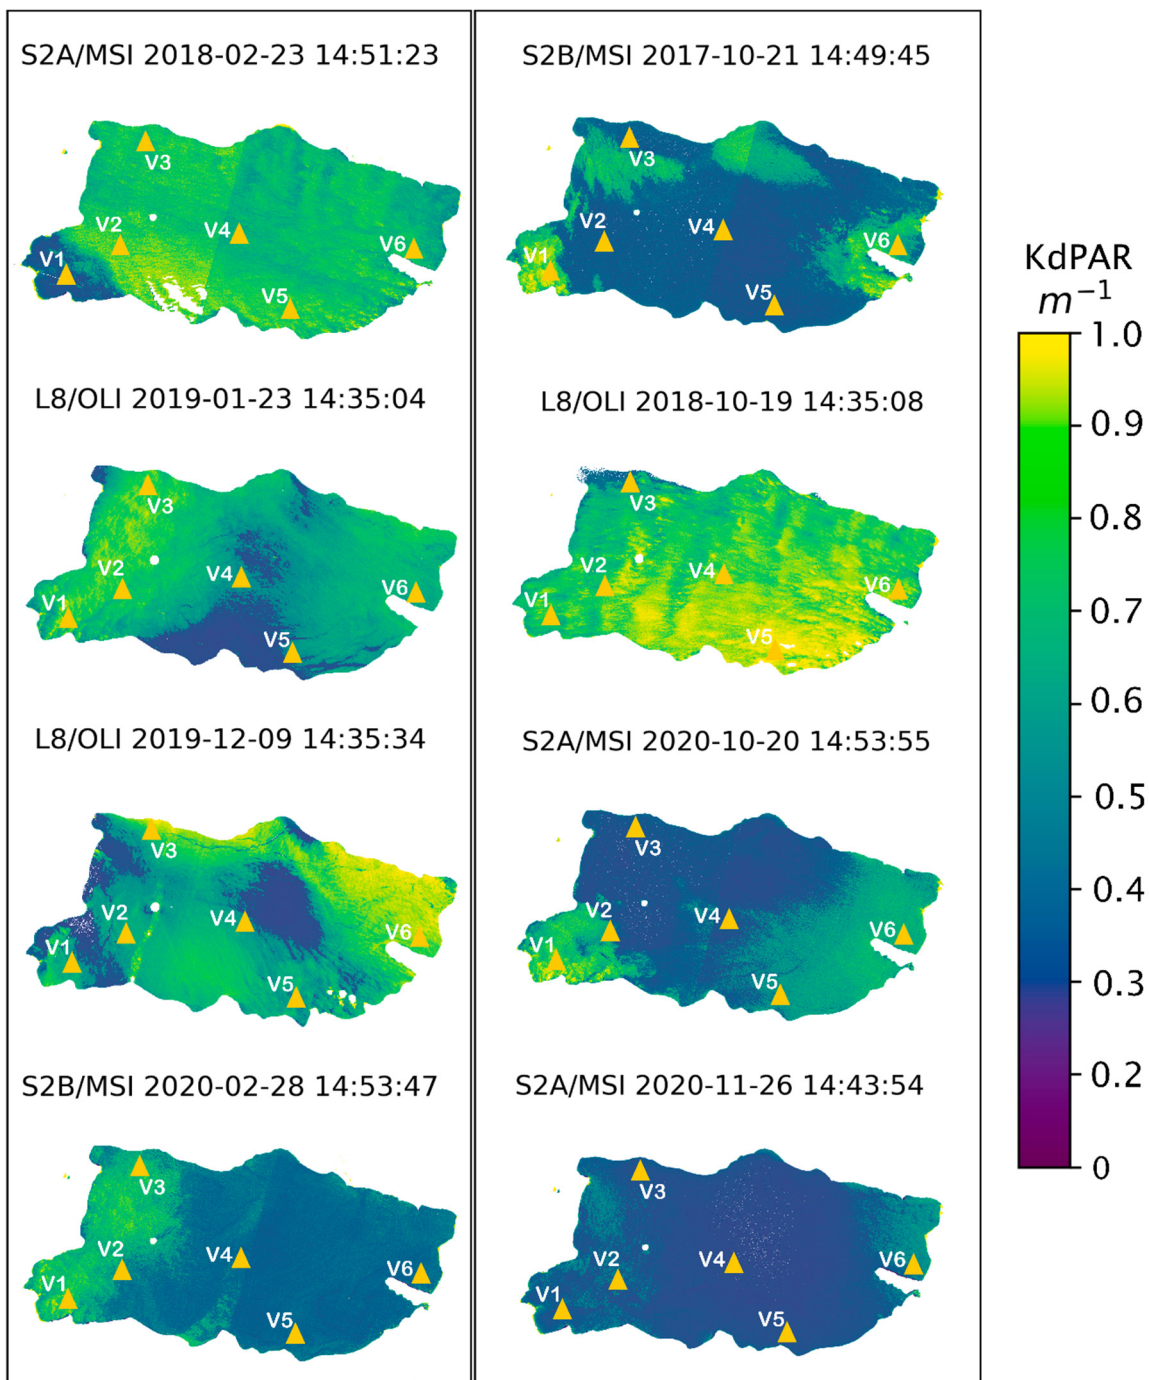 S2A/MSI 2018-02-23 14:51:23
V3
V2
V4
V1
V6
V5
L8/OLI 2019-01-23 14:35:04
V3
V2
V4
V1
V6
V5
L8/OLI 2019-12-09 14:35:34
V3
V2
V4
V1
V6
V5
S2B/MSI 2020-02-28 14:53:47
V3
V2
V4
V1
V6
V5
S2B/MSI 2017-10-21 14:49:45
V3
V2
V4
V1
V6
V5
L8/OLI 2018-10-19 14:35:08
V3
V2
V4
V1
V6
V5
S2A/MSI 2020-10-20 14:53:55
V3
V2
V4
V1
V6
V5
S2A/MSI 2020-11-26 14:43:54
V3
V2
V4
V1
V6
V5
KdPAR
m⁻¹
1.0
0.9
0.8
0.7
0.6
0.5
0.4
0.3
0.2
0